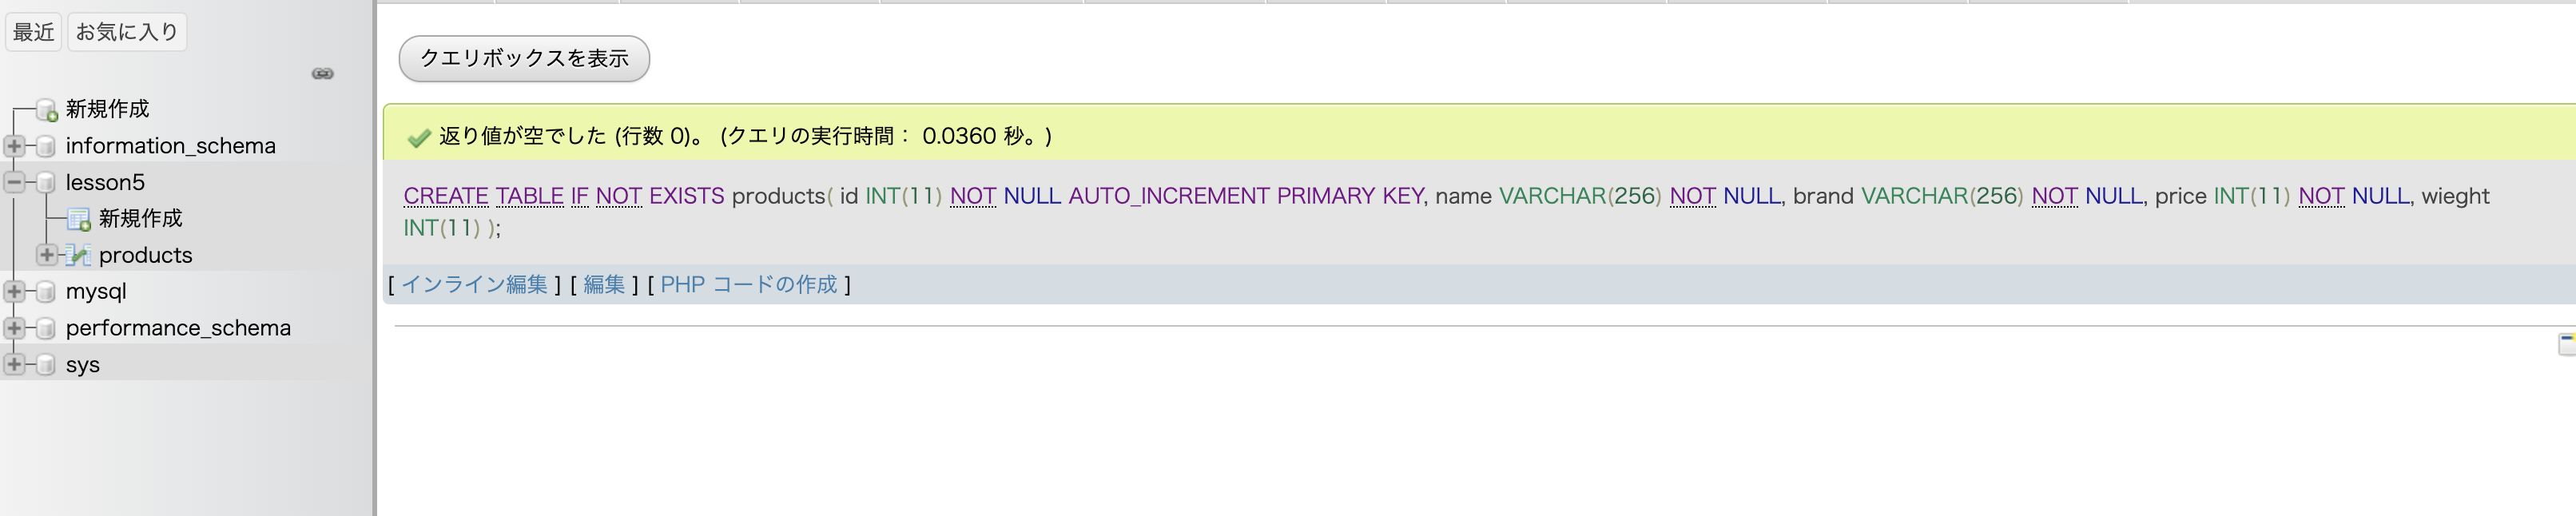 最近 お気に入り
新規作成
information_schema
lesson5
新規作成
products
mysql
performance_schema
sys
クエリボックスを表示
返り値が空でした (行数 0)。 (クエリの実行時間： 0.0360 秒。)
CREATE TABLE IF NOT EXISTS products( id INT(11) NOT NULL AUTO_INCREMENT PRIMARY KEY, name VARCHAR(256) NOT NULL, brand VARCHAR(256) NOT NULL, price INT(11) NOT NULL, wieght
INT(11) );
[ インライン編集 ] [ 編集 ] [ PHP コードの作成 ]